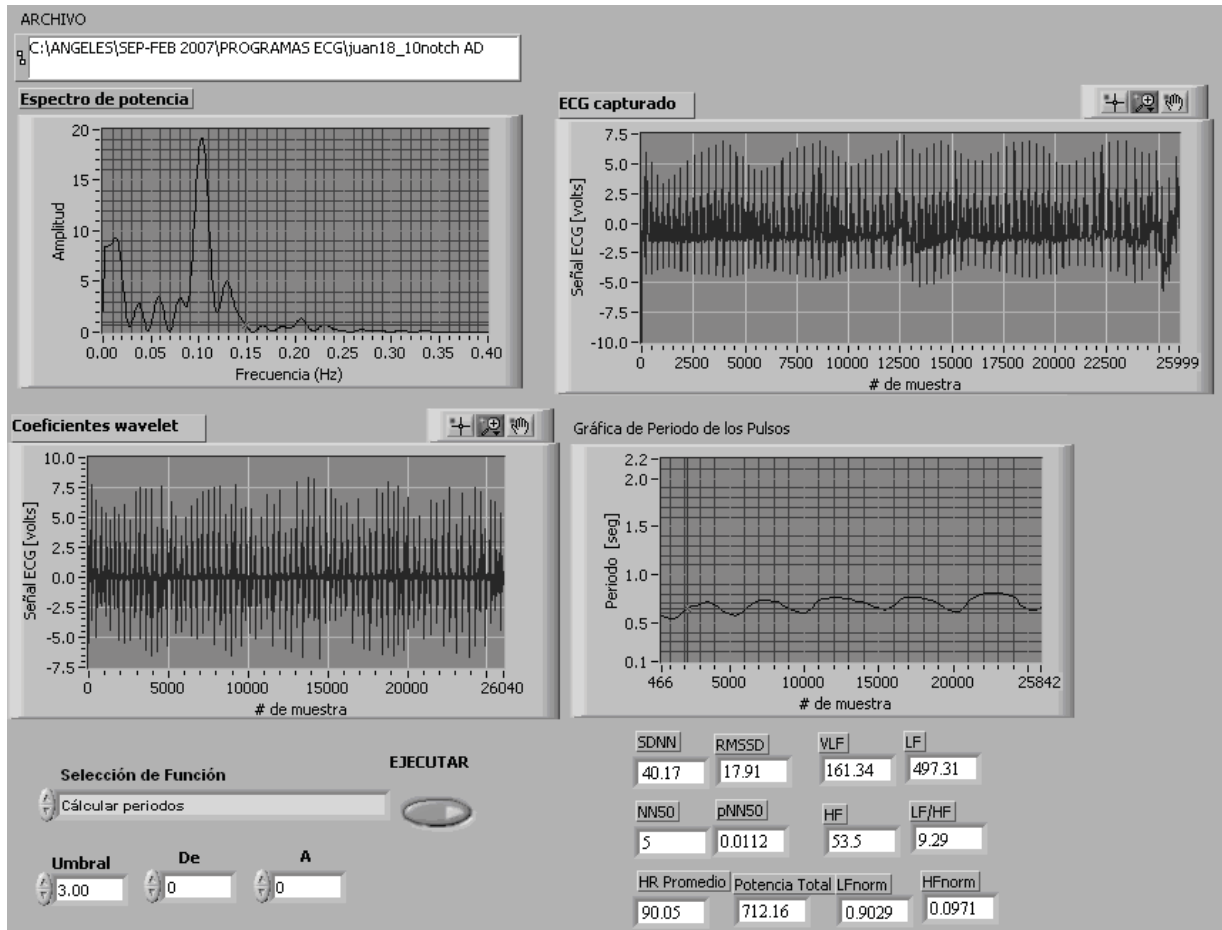 ARCHIVO
C:\ANGELES\SEP-FEB 2007\PROGRAMAS ECG\juan18_10notch AD
Espectro de potencia
20
15
10
5
0
Amplitud
0.00 0.05 0.10 0.15 0.20 0.25 0.30 0.35 0.40
Frecuencia (Hz)
ECG capturado
7.5
5.0
2.5
0.0
-2.5
-5.0
-7.5
-10.0
Señal ECG [volts]
0 2500 5000 7500 10000 12500 15000 17500 20000 22500 25999
# de muestra
Coeficientes wavelet
10.0
7.5
5.0
2.5
0.0
-2.5
-5.0
-7.5
Señal ECG [volts]
0 5000 10000 15000 20000 26040
# de muestra
Gráfica de Periodo de los Pulsos
2.2
2.0
1.5
1.0
0.5
0.1
Periodo [seg]
466 5000 10000 15000 20000 25842
# de muestra
Selección de Función
Cálcular periodos
EJECUTAR
Umbral De A
3.00 0 0
SDNN RMSSD VLF LF
40.17 17.91 161.34 497.31
NN50 pNN50 HF LF/HF
5 0.0112 53.5 9.29
HR Promedio Potencia Total LFnorm HFnorm
90.05 712.16 0.9029 0.0971